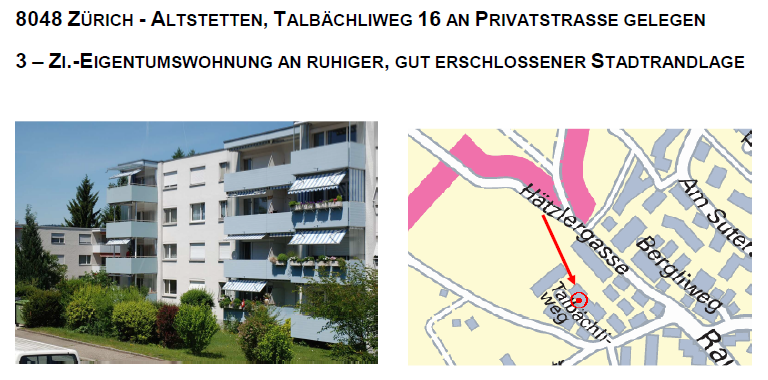 8048 ZÜRICH - ALTSTETTEN, TALBÄCHLIWEG 16 AN PRIVATSTRASSE GELEGEN
3 – ZI.-EIGENTUMSWOHNUNG AN RUHIGER, GUT ERSCHLOSSENER STADTRANDLAGE
Hätzlergasse
Am Suter
Bergliweg
Talbächli-
weg